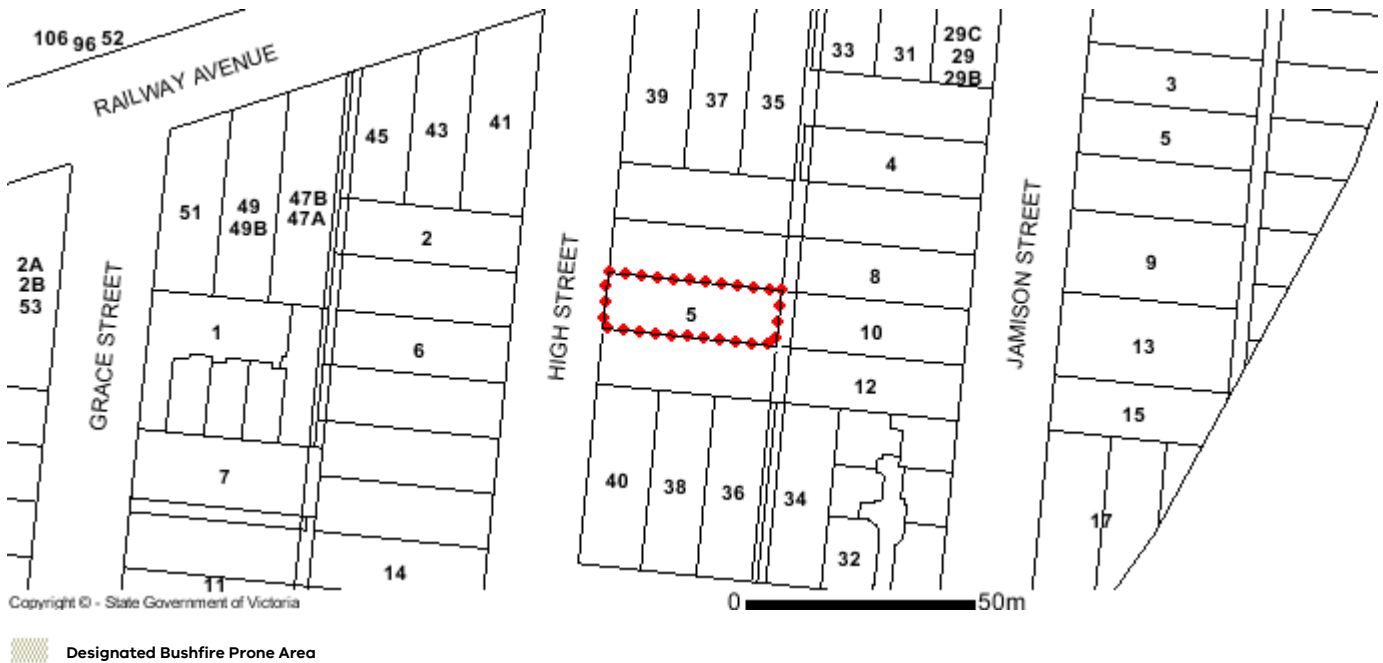 106 96 52
RAILWAY AVENUE
33
31
29C
29
29B
39
37
35
3
45
43
41
5
4
51
49
49B
47B
47A
2
2A
2B
53
GRACE STREET
HIGH STREET
JAMISON STREET
8
9
5
10
1
6
13
12
15
7
40
38
36
34
17
32
14
11
Copyright © - State Government of Victoria
0
50m
Designated Bushfire Prone Area